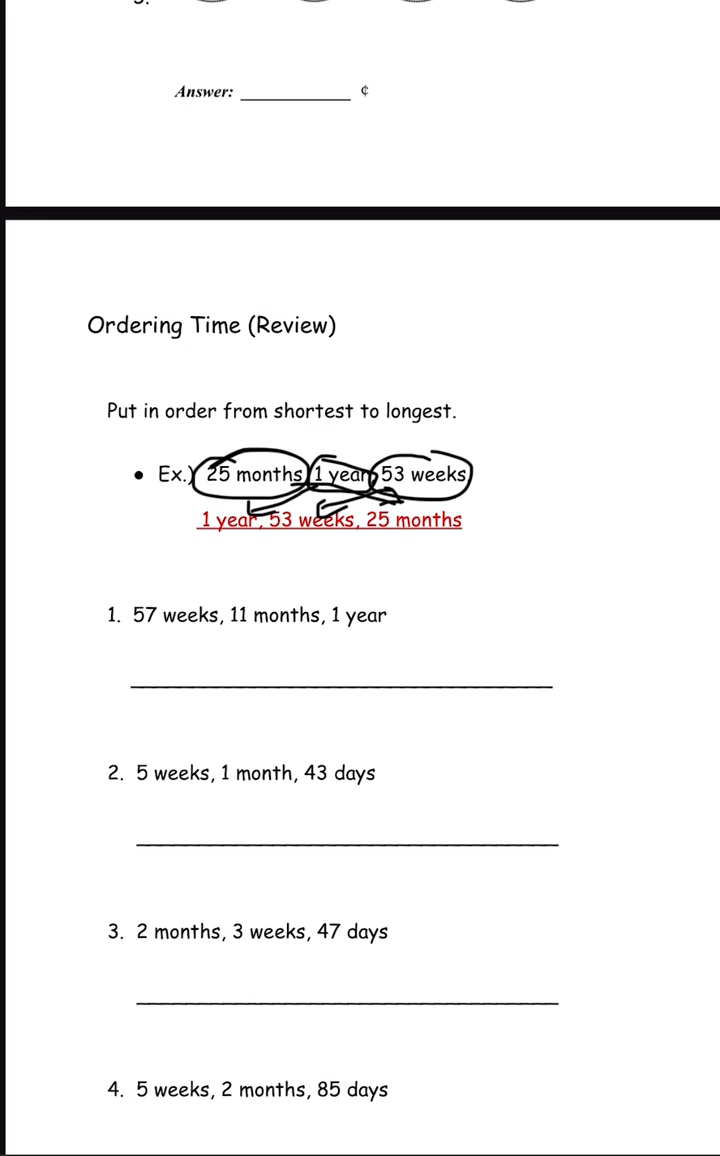 Answer: ____________ ¢
Ordering Time (Review)
Put in order from shortest to longest.
• Ex.) 25 months, 1 year, 53 weeks
1 year, 53 weeks, 25 months
1. 57 weeks, 11 months, 1 year
2. 5 weeks, 1 month, 43 days
3. 2 months, 3 weeks, 47 days
4. 5 weeks, 2 months, 85 days